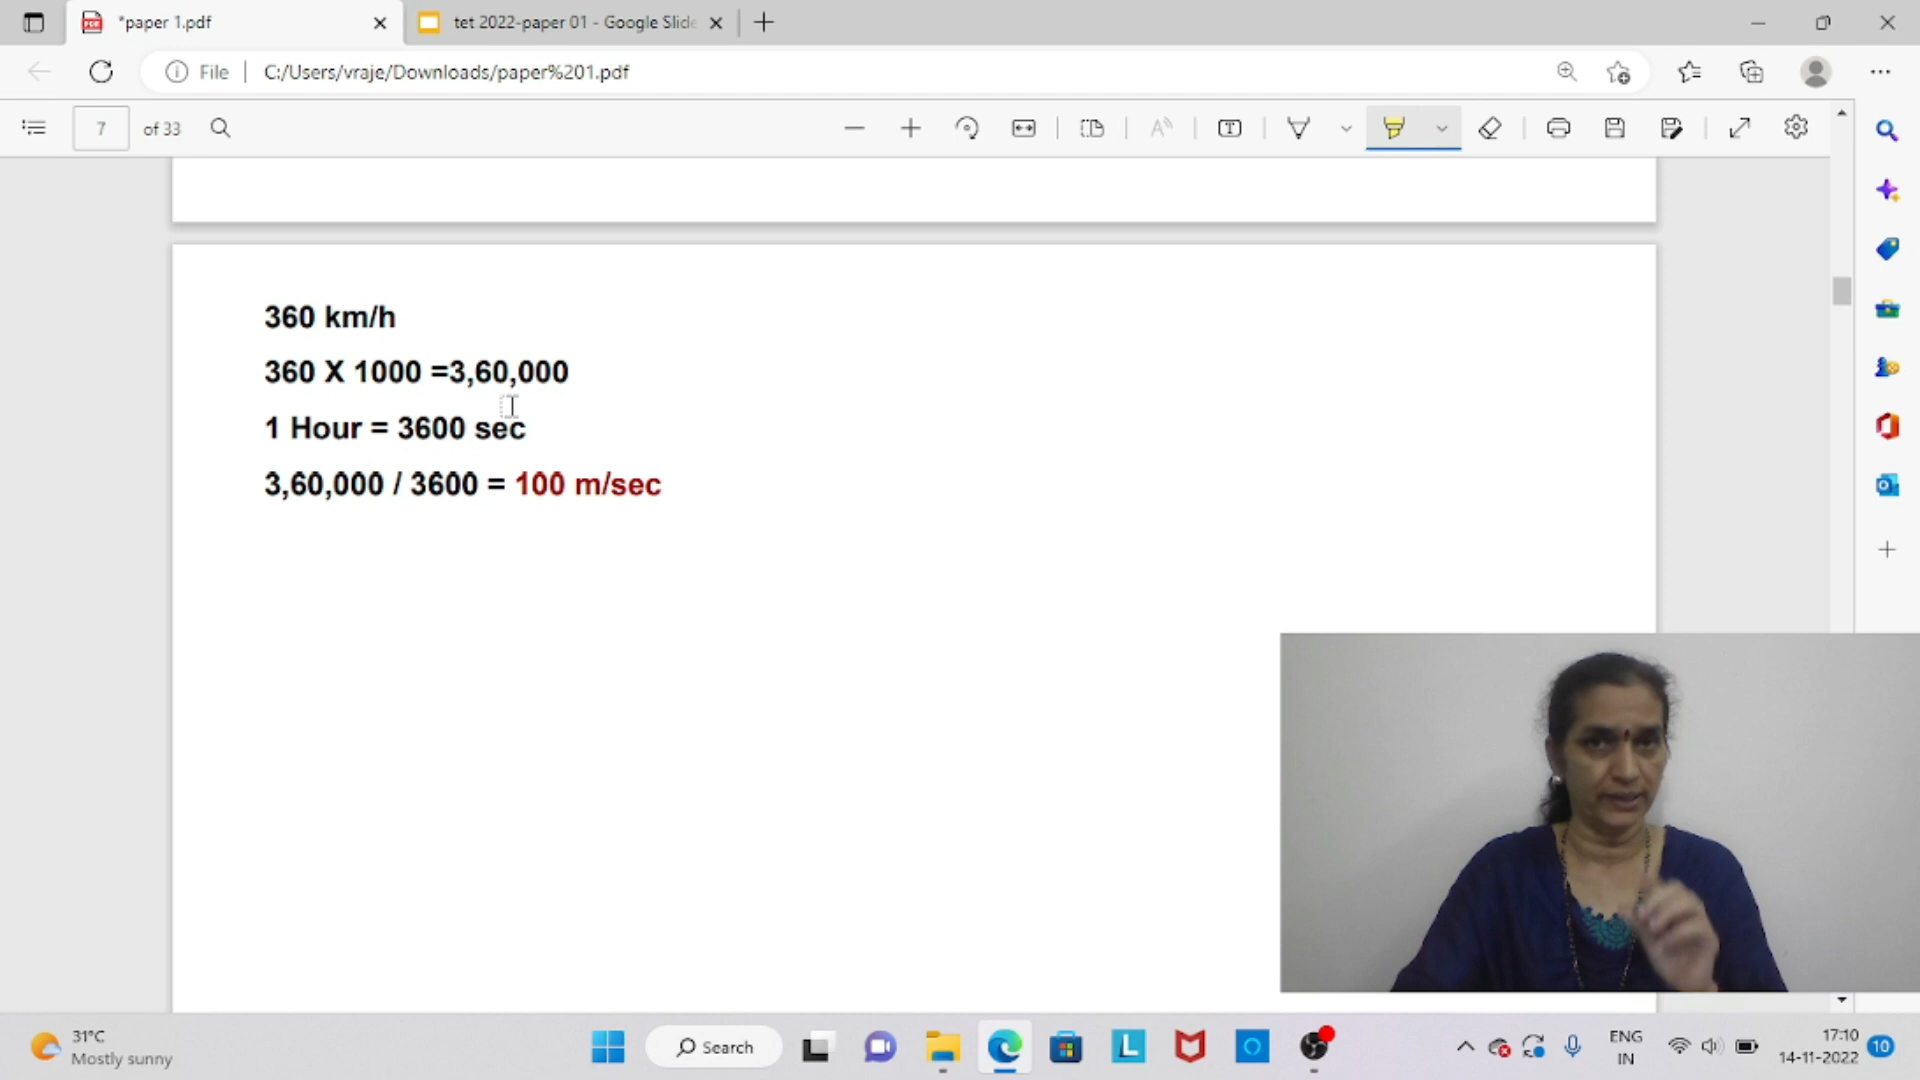 *paper 1.pdf
tet 2022-paper 01 - Google Slide
File
C:/Users/vraje/Downloads/paper%201.pdf
7 of 33
360 km/h
360 X 1000 =3,60,000
1 Hour = 3600 sec
3,60,000 / 3600 = 100 m/sec
31°C
Mostly sunny
Search
ENG
IN
17:10
14-11-2022
10